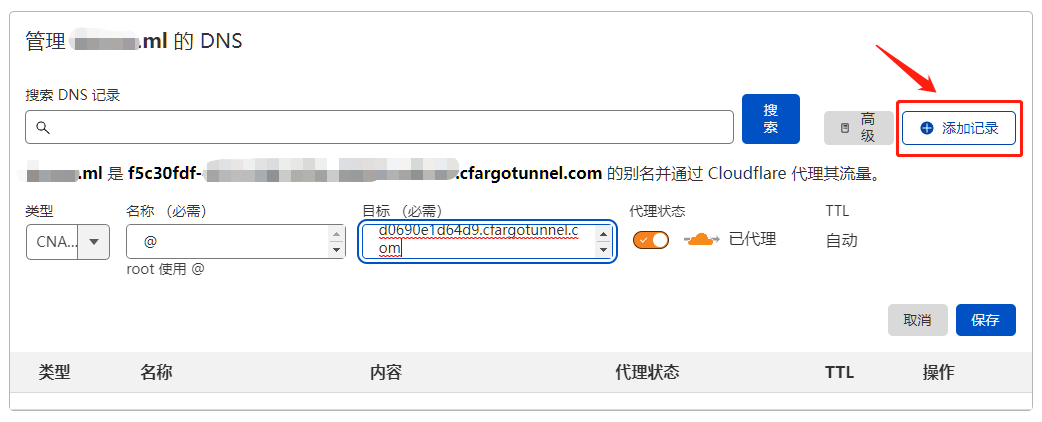 管理 .ml 的 DNS
搜索 DNS 记录
搜
索
高
级
添加记录
.ml 是 f5c30fdf- .cfargotunnel.com 的别名并通过 Cloudflare 代理其流量。
类型 名称 （必需） 目标 （必需） 代理状态 TTL
CNA... @ d0690e1d64d9.cfargotunnel.c
om 已代理 自动
root 使用 @
取消 保存
类型 名称 内容 代理状态 TTL 操作